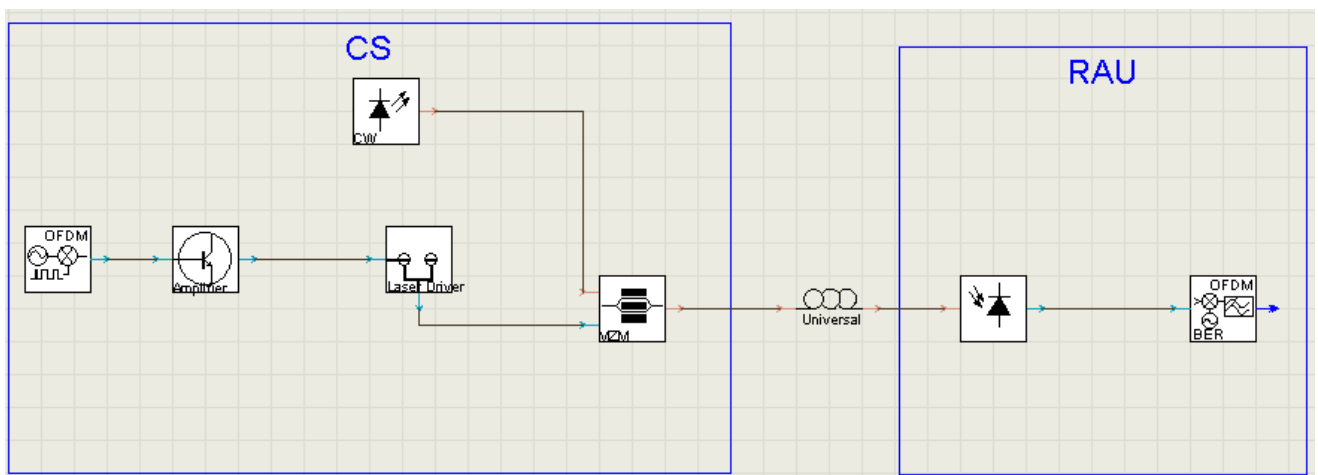 CS
RAU
CW
OFDM
Amplifier
Laser Driver
MZM
Universal
OFDM
BER